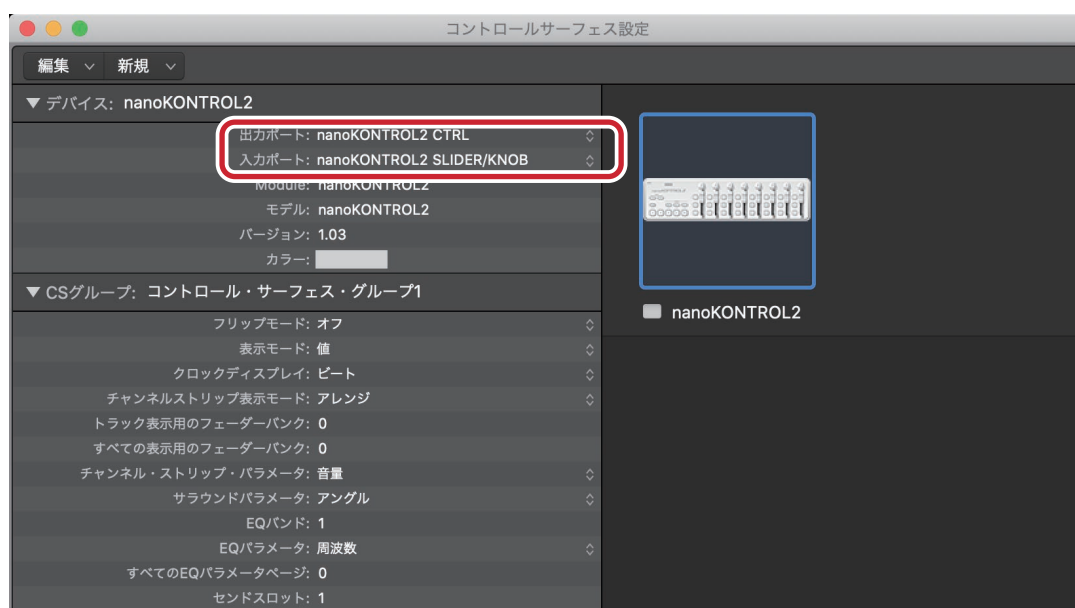 コントロールサーフェス設定
編集 新規
デバイス: nanoKONTROL2
出力ポート: nanoKONTROL2 CTRL
入力ポート: nanoKONTROL2 SLIDER/KNOB
Module: nanoKONTROL2
モデル: nanoKONTROL2
バージョン: 1.03
カラー:
CSグループ: コントロール・サーフェス・グループ1
フリップモード: オフ
表示モード: 値
クロックディスプレイ: ビート
チャンネルストリップ表示モード: アレンジ
トラック表示用のフェーダーバンク: 0
すべての表示用のフェーダーバンク: 0
チャンネル・ストリップ・パラメータ: 音量
サラウンドパラメータ: アングル
EQバンド: 1
EQパラメータ: 周波数
すべてのEQパラメータページ: 0
センドスロット: 1
nanoKONTROL2